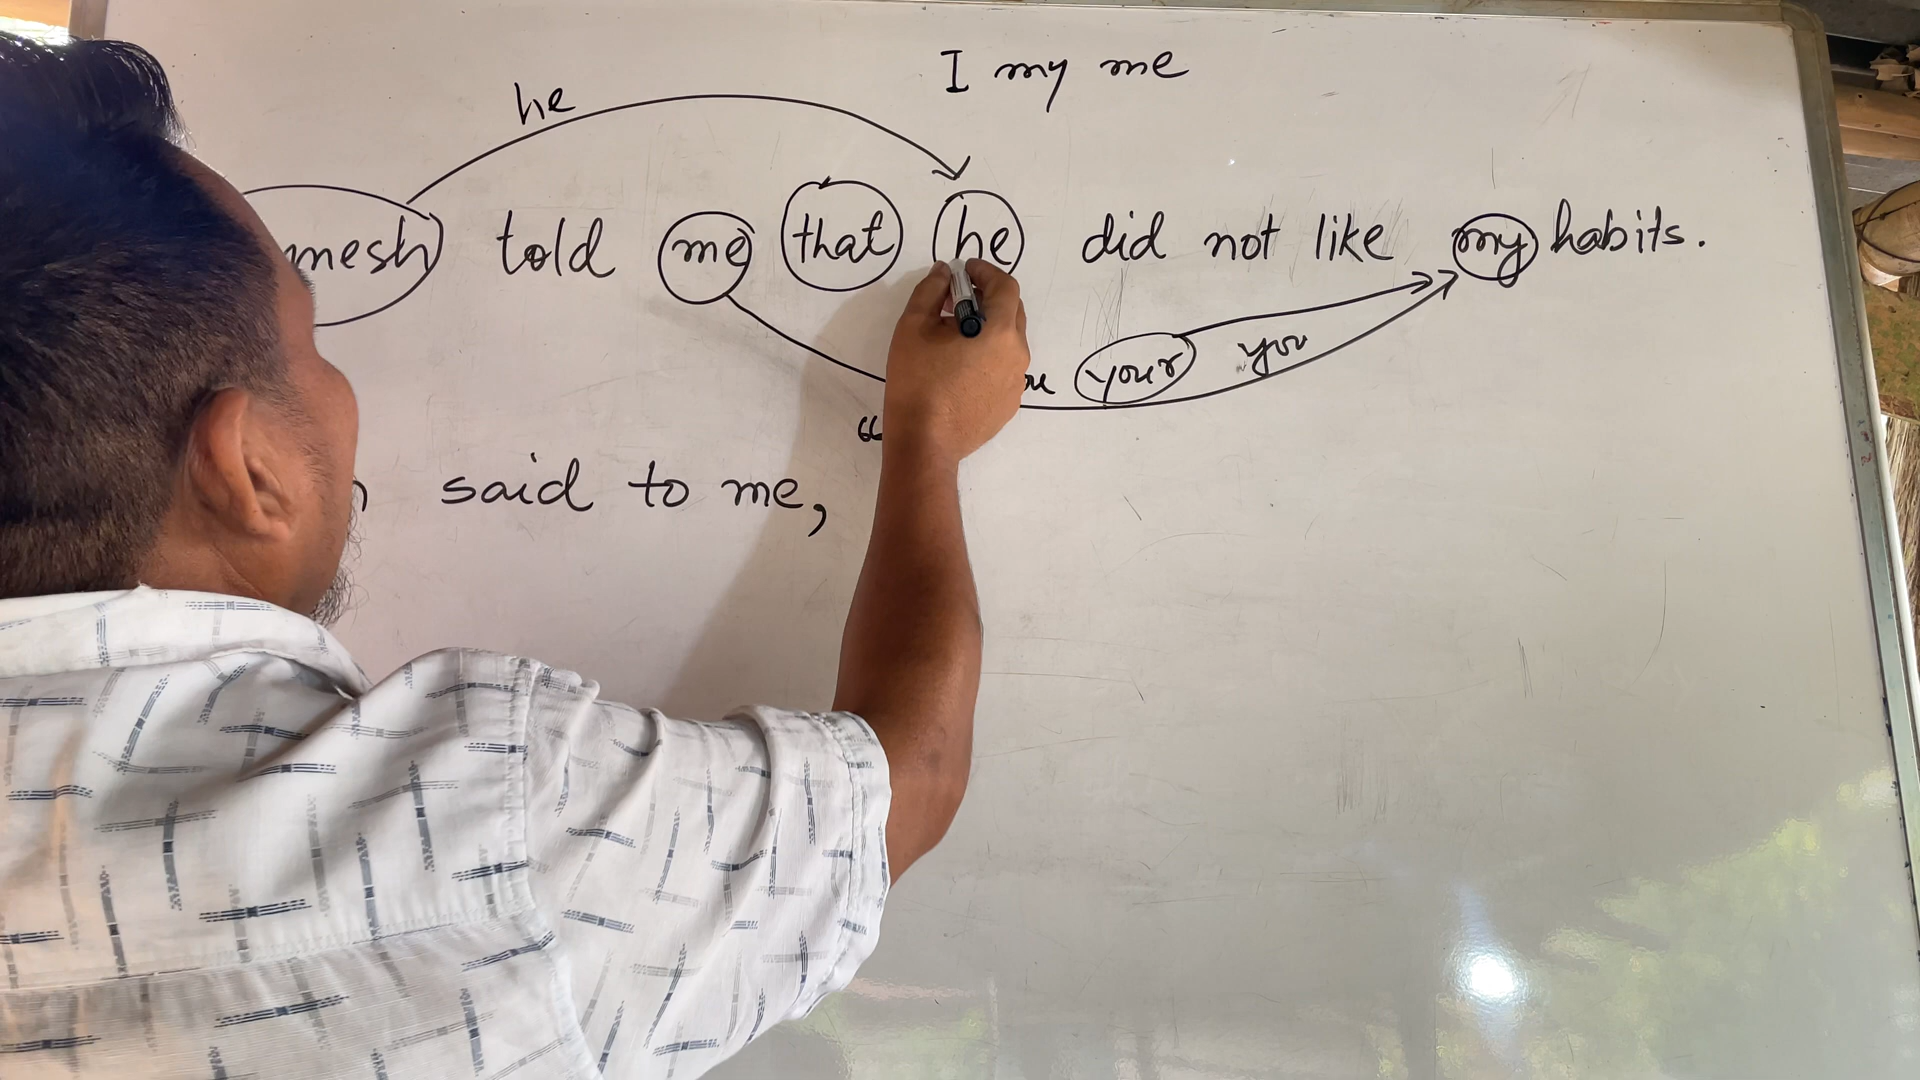 I my me
he
mesh told me that he did not like my habits.
your you
“
said to me,